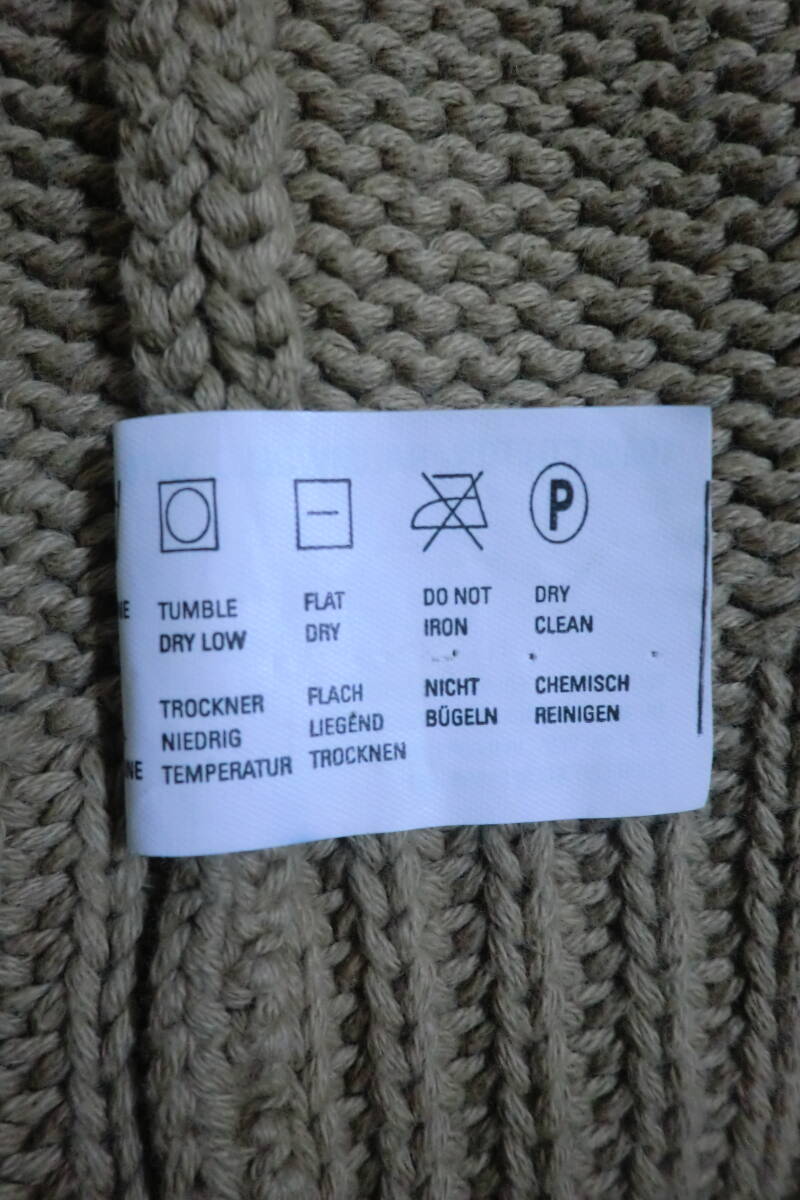 TUMBLE
DRY LOW
TROCKNER
NIEDRIG
TEMPERATUR
FLAT
DRY
FLACH
LIEGEND
TROCKNEN
DO NOT
IRON
NICHT
BÜGELN
P
DRY
CLEAN
CHEMISCH
REINIGEN